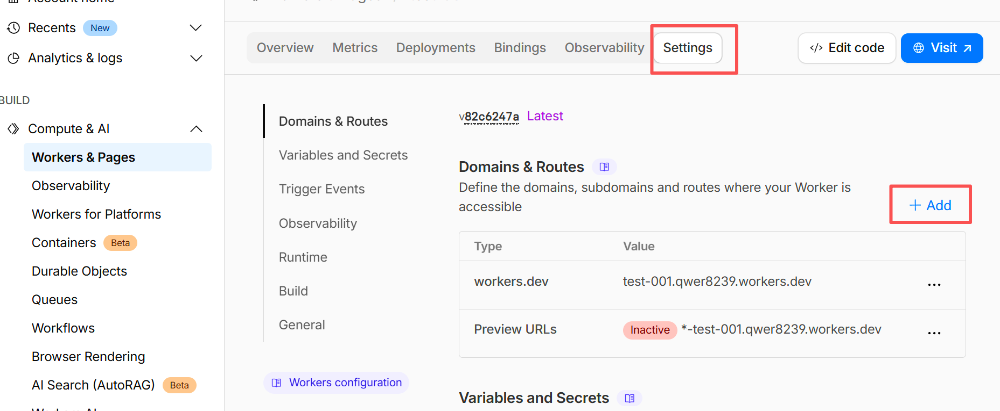 Account home
Recents New
Analytics & logs
BUILD
Compute & AI
Workers & Pages
Observability
Workers for Platforms
Containers Beta
Durable Objects
Queues
Workflows
Browser Rendering
AI Search (AutoRAG) Beta
Workers AI
Overview Metrics Deployments Bindings Observability Settings
</> Edit code
Visit
Domains & Routes
Variables and Secrets
Trigger Events
Observability
Runtime
Build
General
Workers configuration
v82c6247a Latest
Domains & Routes
Define the domains, subdomains and routes where your Worker is
accessible
+ Add
Type Value
workers.dev test-001.qwer8239.workers.dev ...
Preview URLs Inactive *-test-001.qwer8239.workers.dev ...
Variables and Secrets